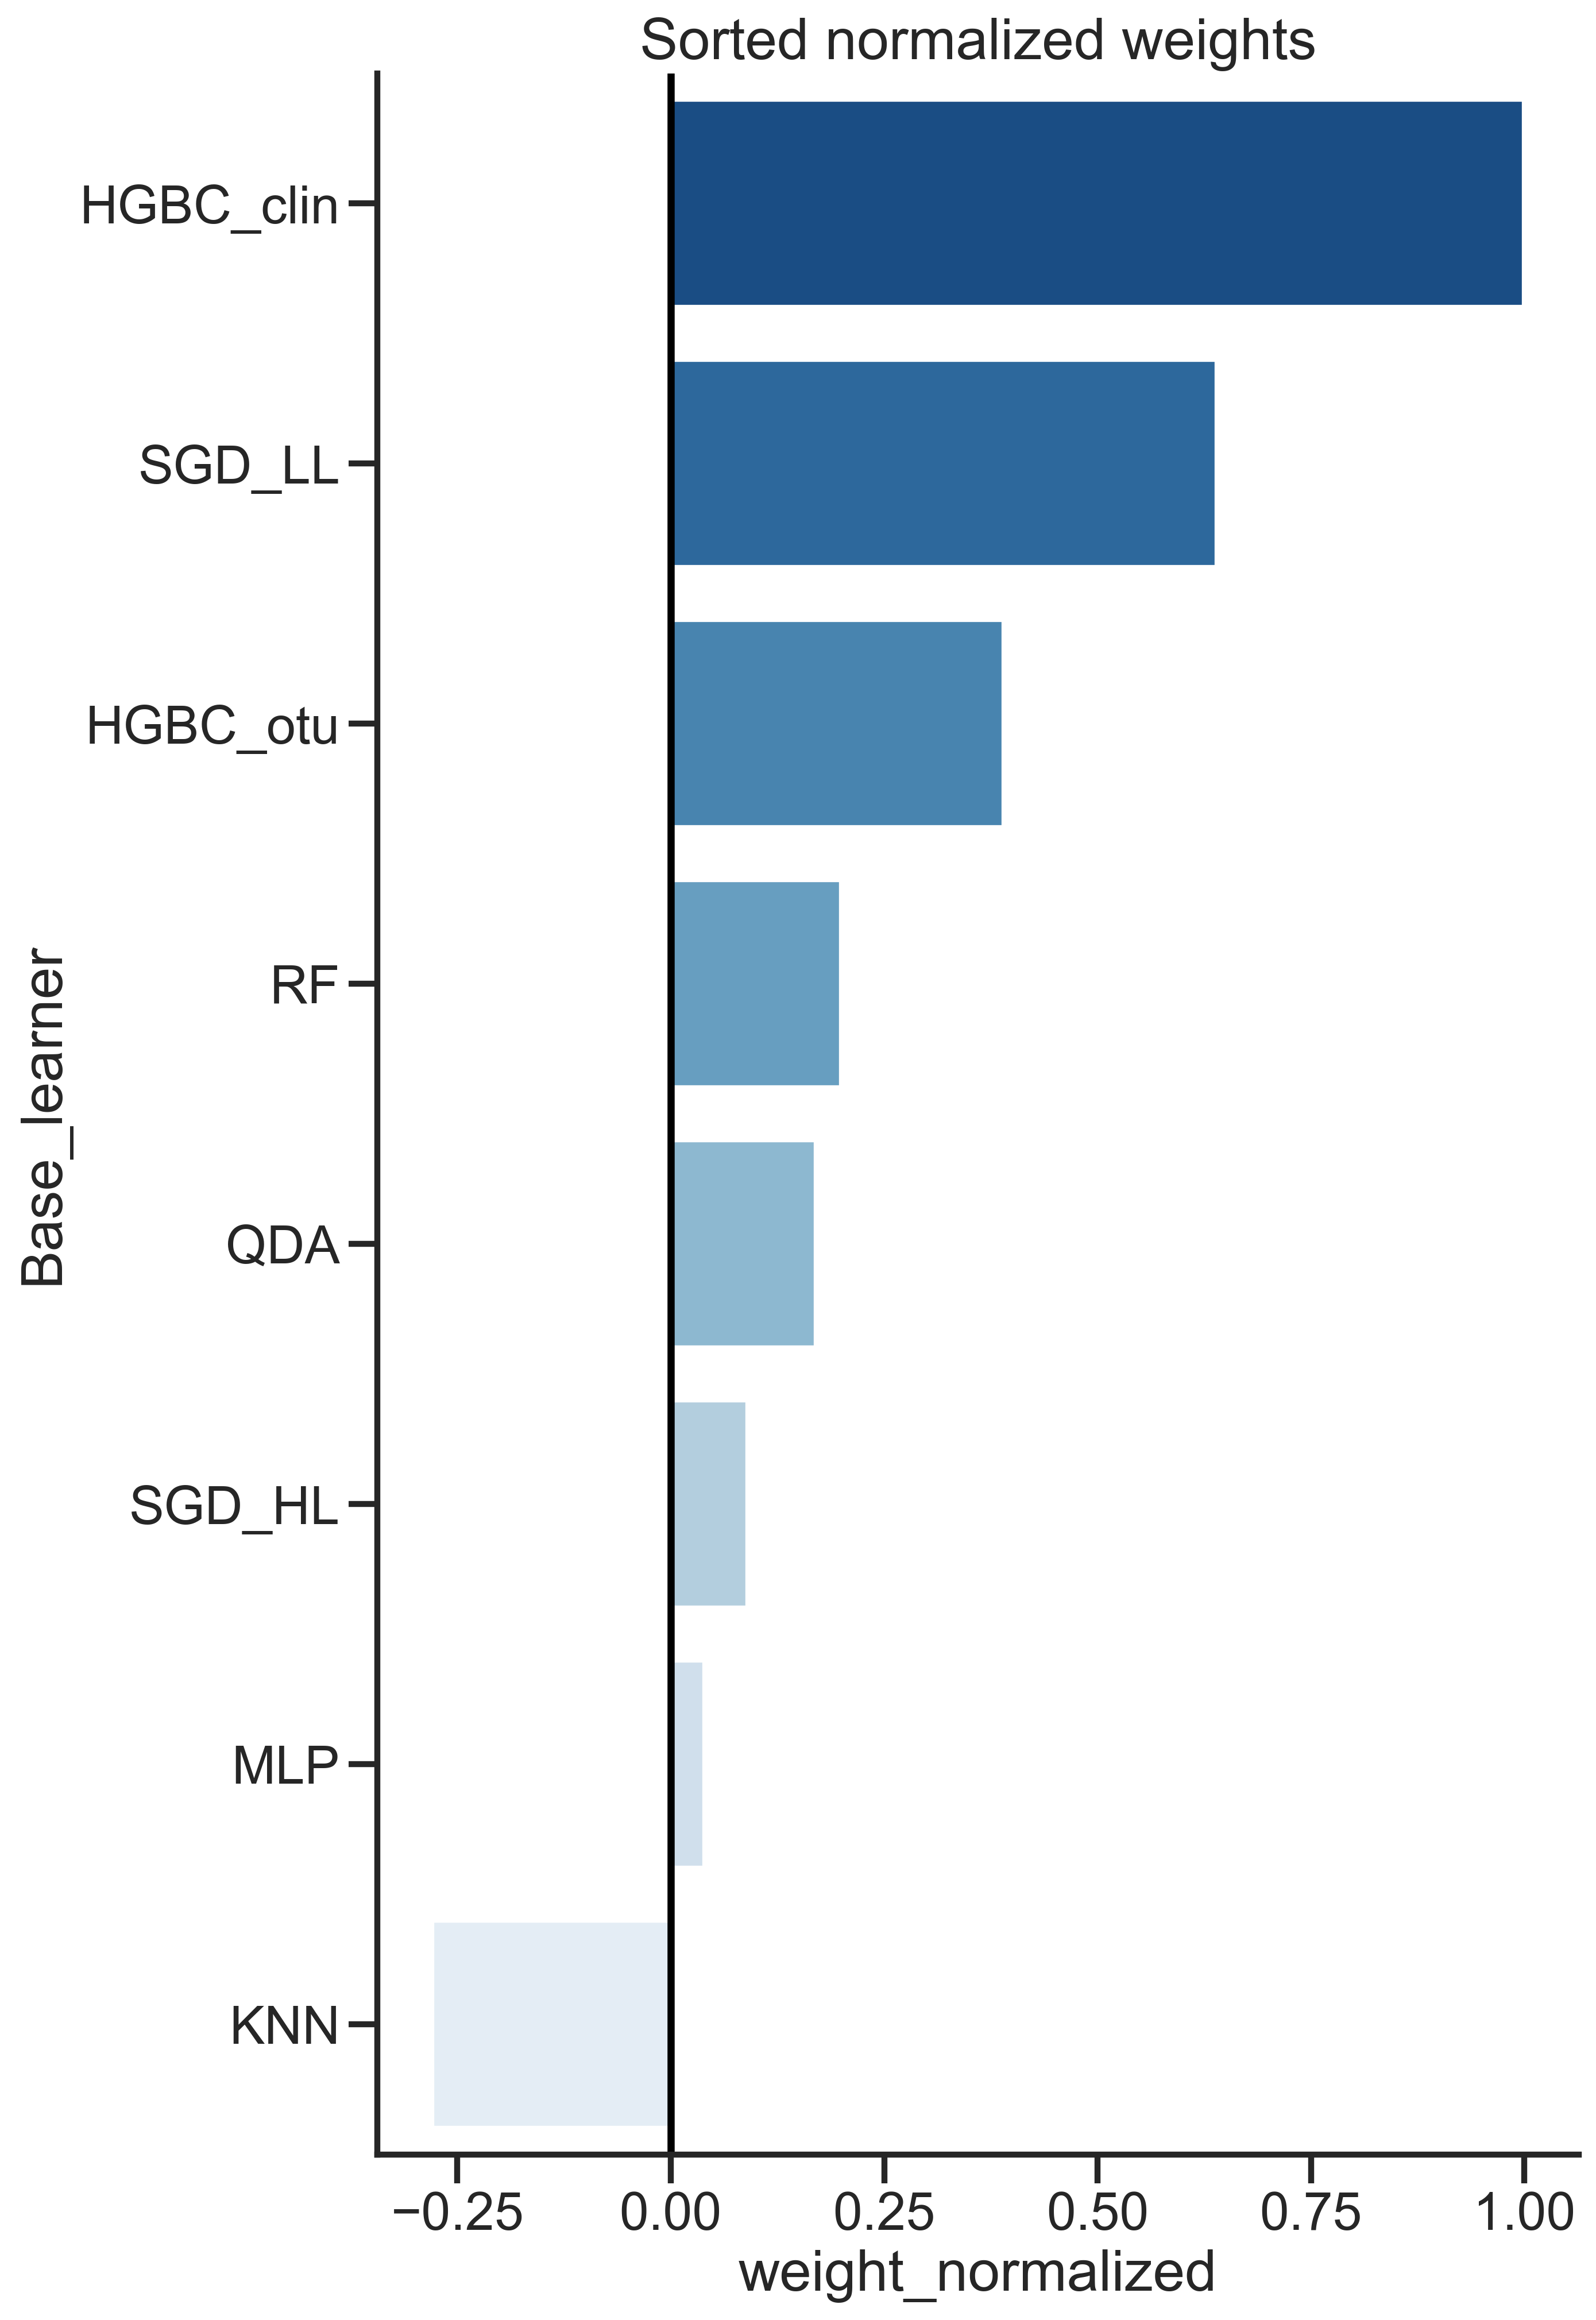 Sorted normalized weights
HGBC_clin
SGD_LL
HGBC_otu
RF
QDA
SGD_HL
MLP
KNN
Base_learner
−0.25 0.00 0.25 0.50 0.75 1.00
weight_normalized